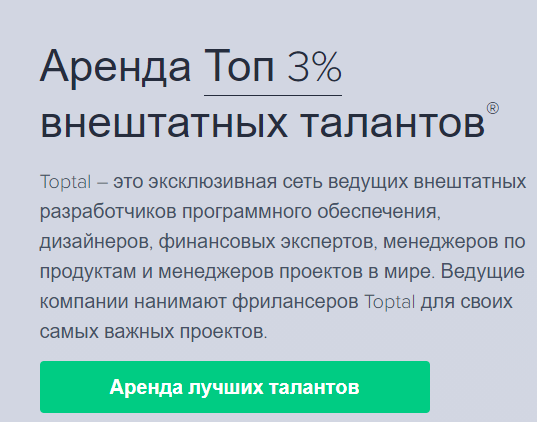 Аренда Топ 3%
внештатных талантов®
Toptal – это эксклюзивная сеть ведущих внештатных
разработчиков программного обеспечения,
дизайнеров, финансовых экспертов, менеджеров по
продуктам и менеджеров проектов в мире. Ведущие
компании нанимают фрилансеров Toptal для своих
самых важных проектов.
Аренда лучших талантов